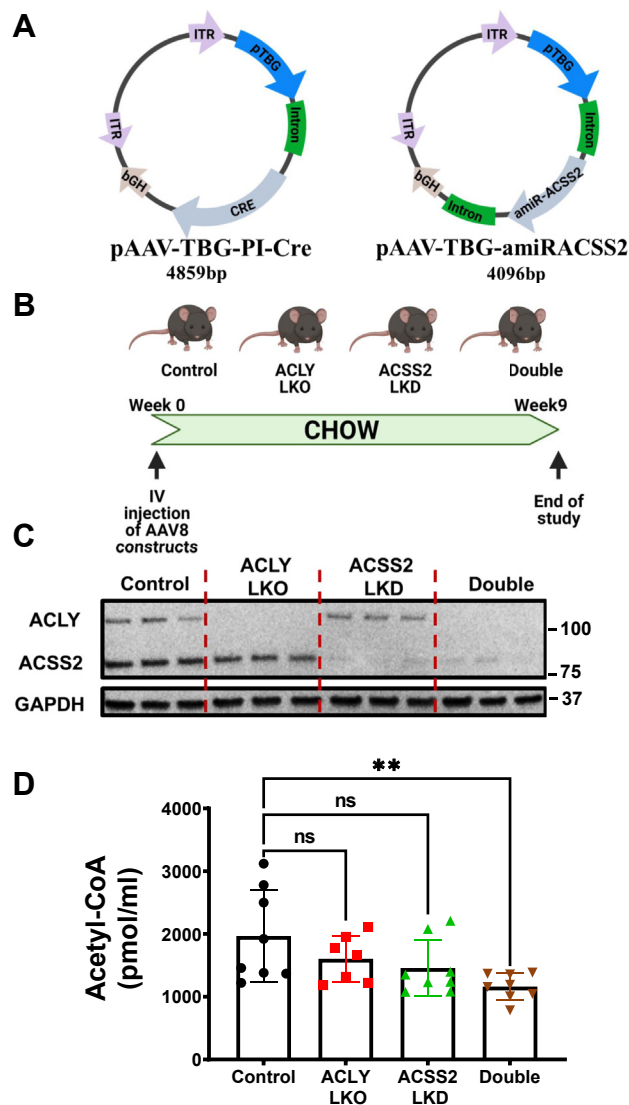 A
ITR
pTBG
Intron
CRE
bGH
ITR
pAAV-TBG-PI-Cre
4859bp
ITR
pTBG
Intron
amiR-ACSS2
Intron
bGH
ITR
pAAV-TBG-amiRACSS2
4096bp
B
Control
ACLY
LKO
ACSS2
LKD
Double
Week 0
Week9
CHOW
IV
injection
of AAV8
constructs
End of
study
C
Control
ACLY
LKO
ACSS2
LKD
Double
ACLY
ACSS2
GAPDH
100
75
37
D
**
ns
ns
Acetyl-CoA
(pmol/ml)
4000
3000
2000
1000
0
Control
ACLY
LKO
ACSS2
LKD
Double